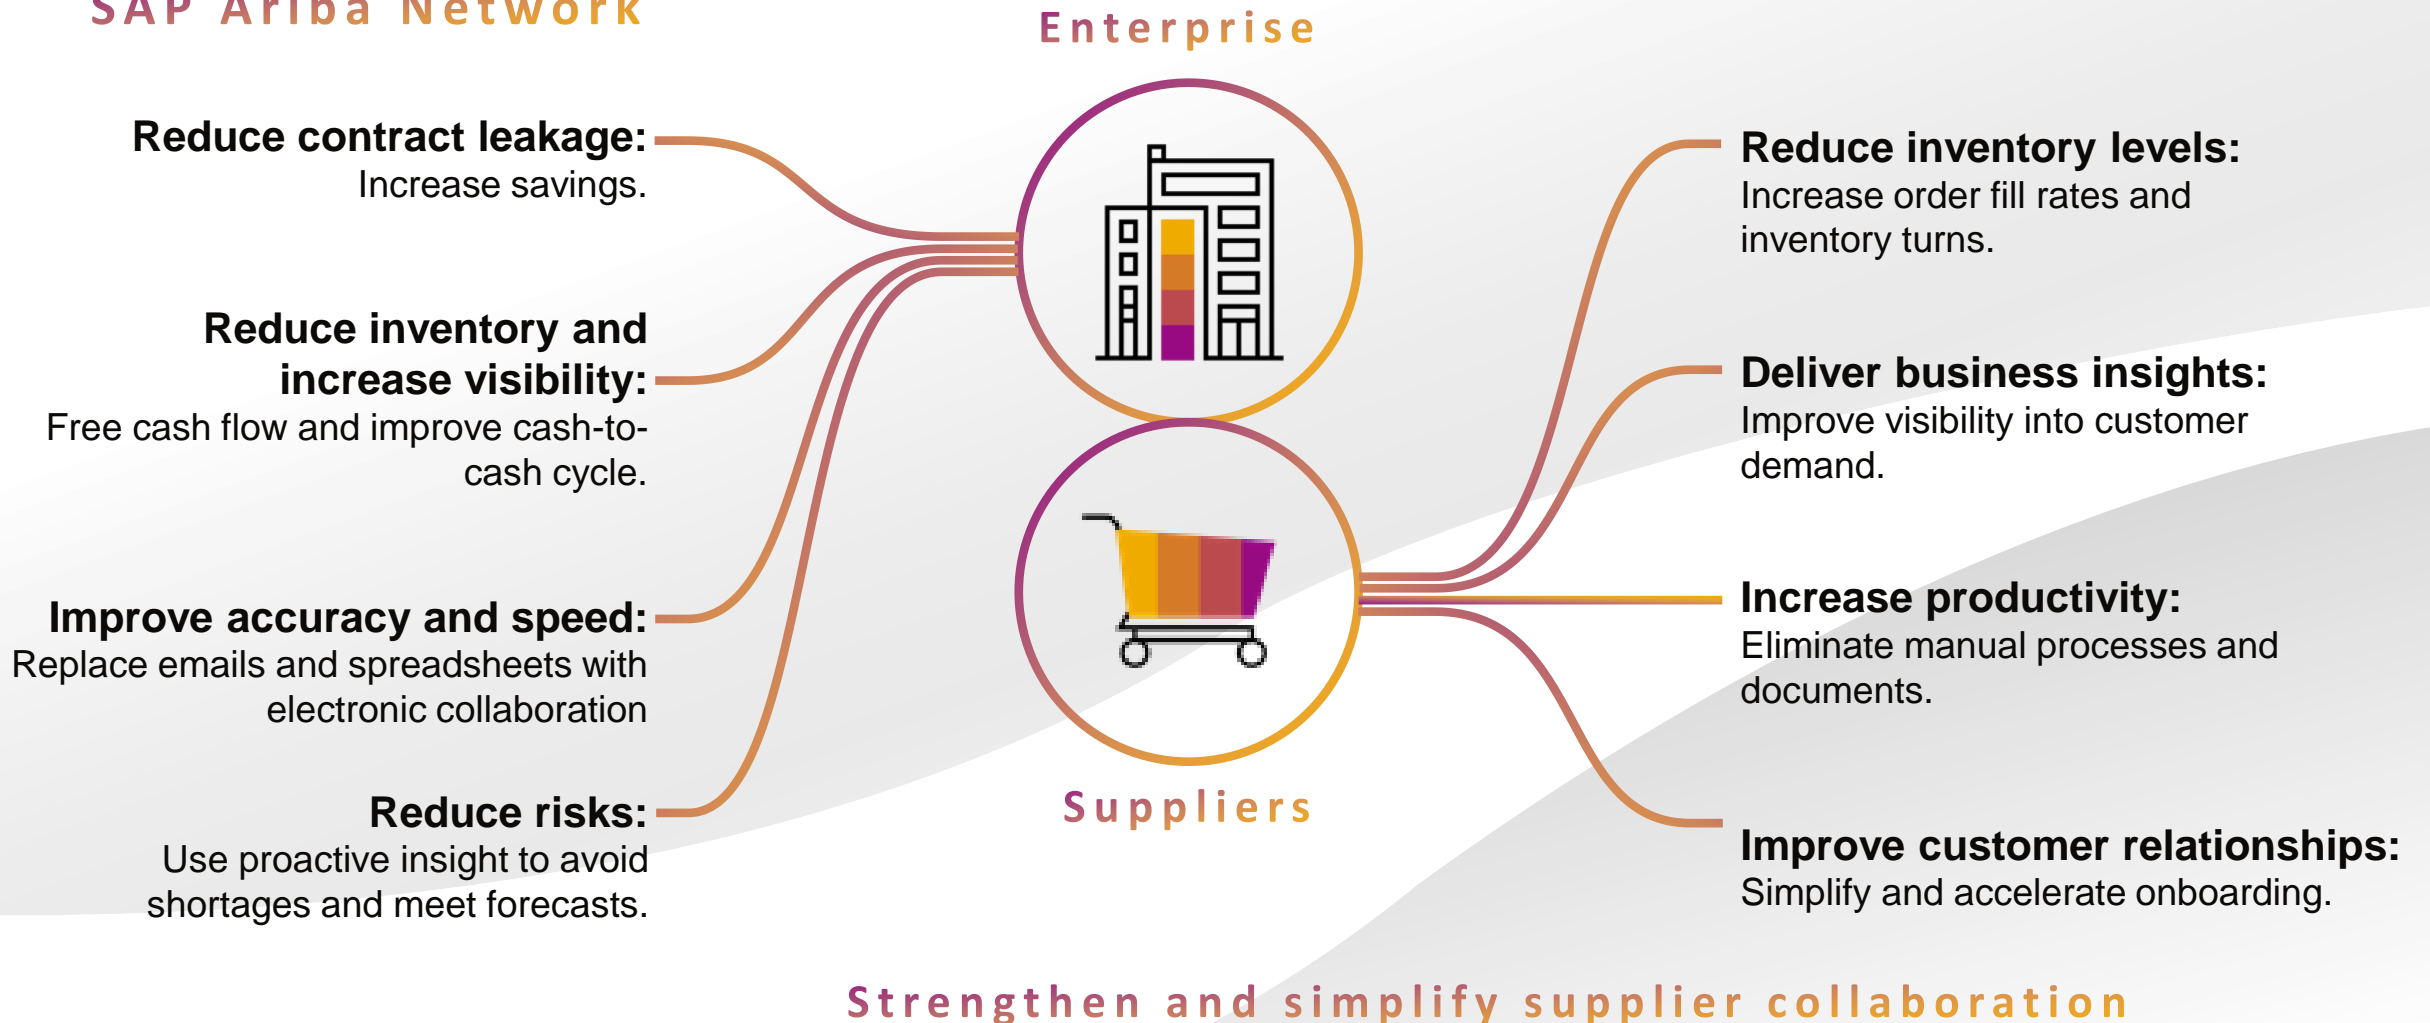 SAP Ariba Network
Enterprise
Reduce contract leakage:
Increase savings.
Reduce inventory and
increase visibility:
Free cash flow and improve cash-to-
cash cycle.
Improve accuracy and speed:
Replace emails and spreadsheets with
electronic collaboration
Reduce risks:
Use proactive insight to avoid
shortages and meet forecasts.
Suppliers
Reduce inventory levels:
Increase order fill rates and
inventory turns.
Deliver business insights:
Improve visibility into customer
demand.
Increase productivity:
Eliminate manual processes and
documents.
Improve customer relationships:
Simplify and accelerate onboarding.
Strengthen and simplify supplier collaboration